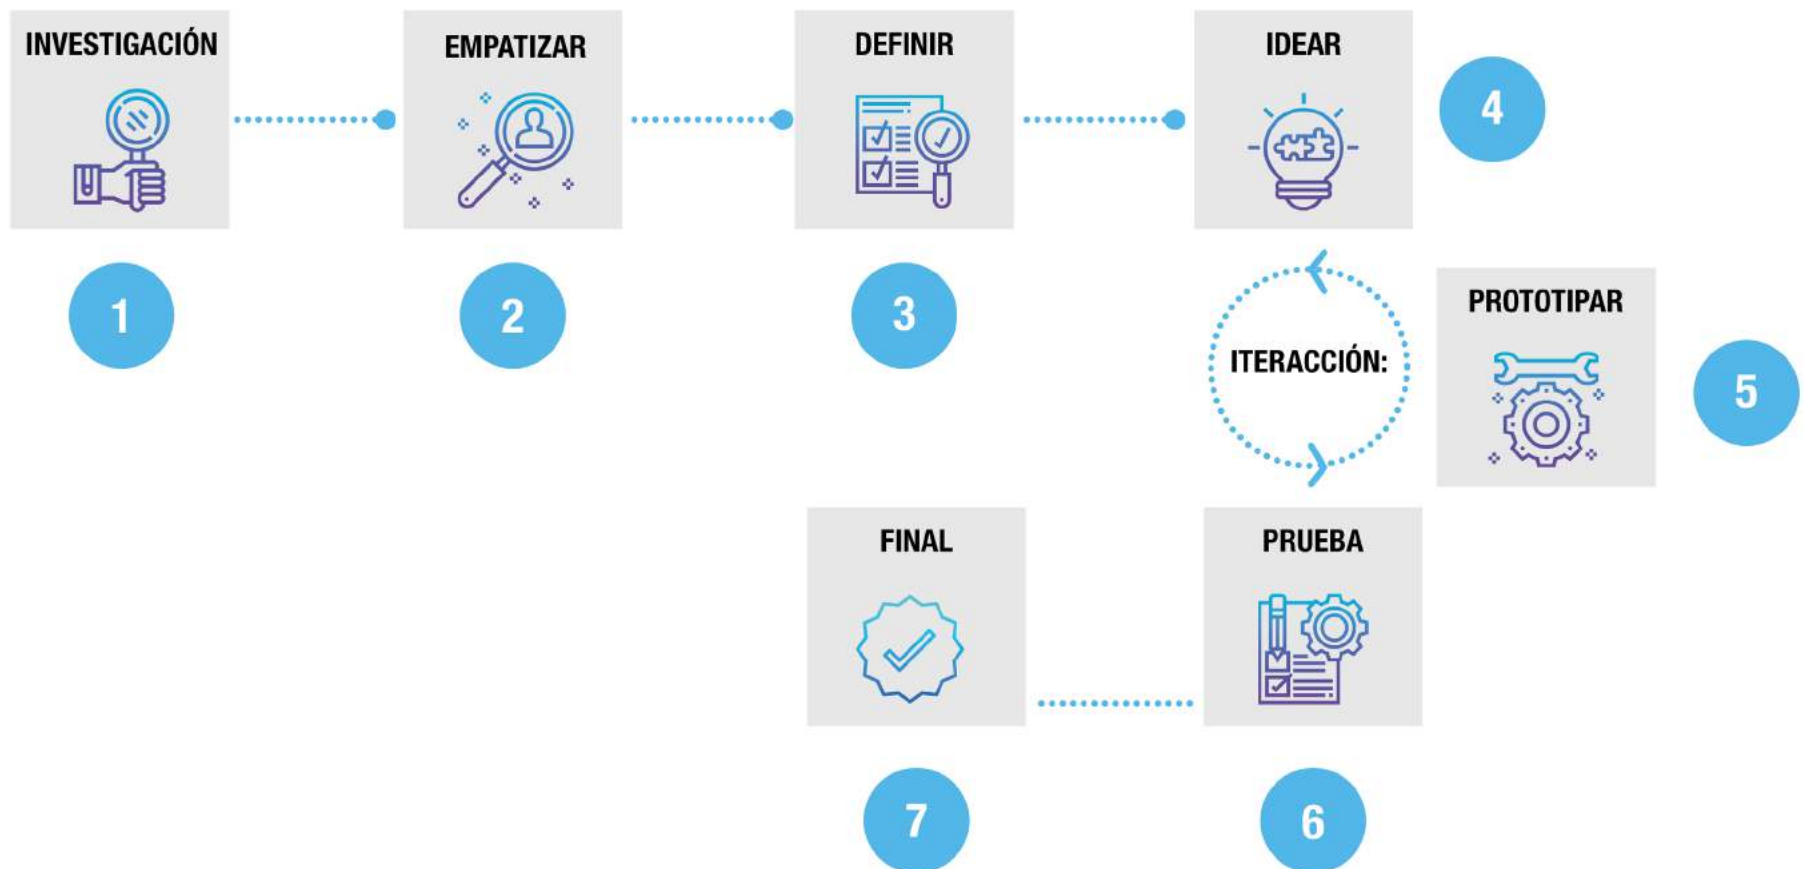 INVESTIGACIÓN
1
EMPATIZAR
2
DEFINIR
3
IDEAR
4
ITERACCIÓN:
PROTOTIPAR
5
PRUEBA
6
FINAL
7